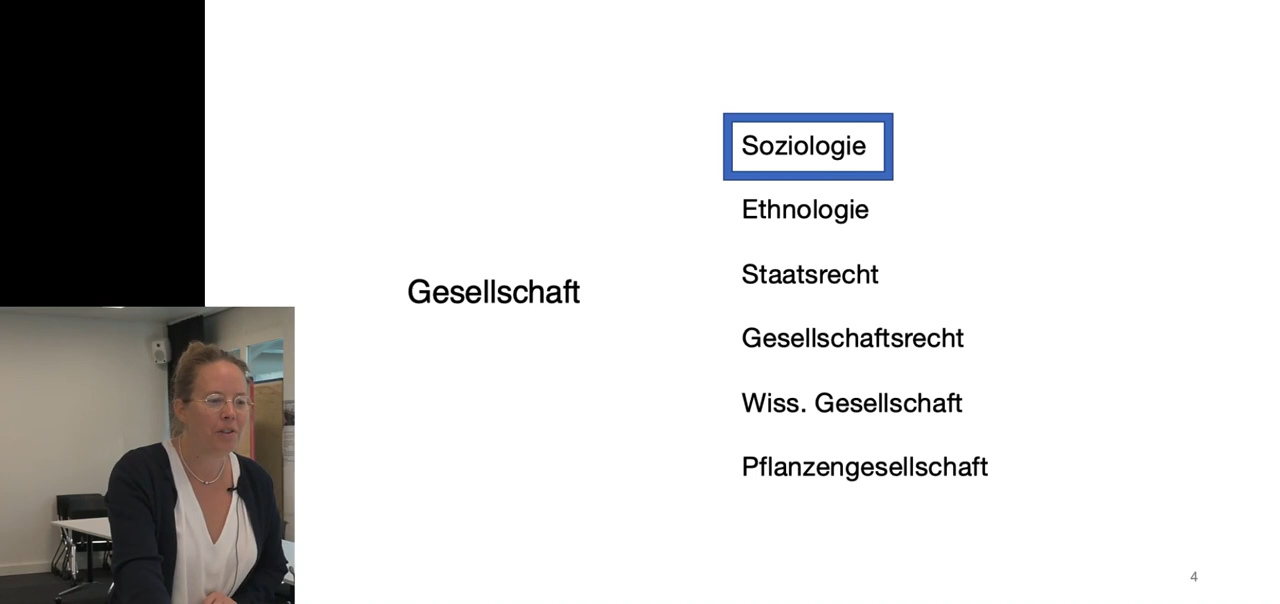 Soziologie
Ethnologie
Staatsrecht
Gesellschaft
Gesellschaftsrecht
Wiss. Gesellschaft
Pflanzengesellschaft
4